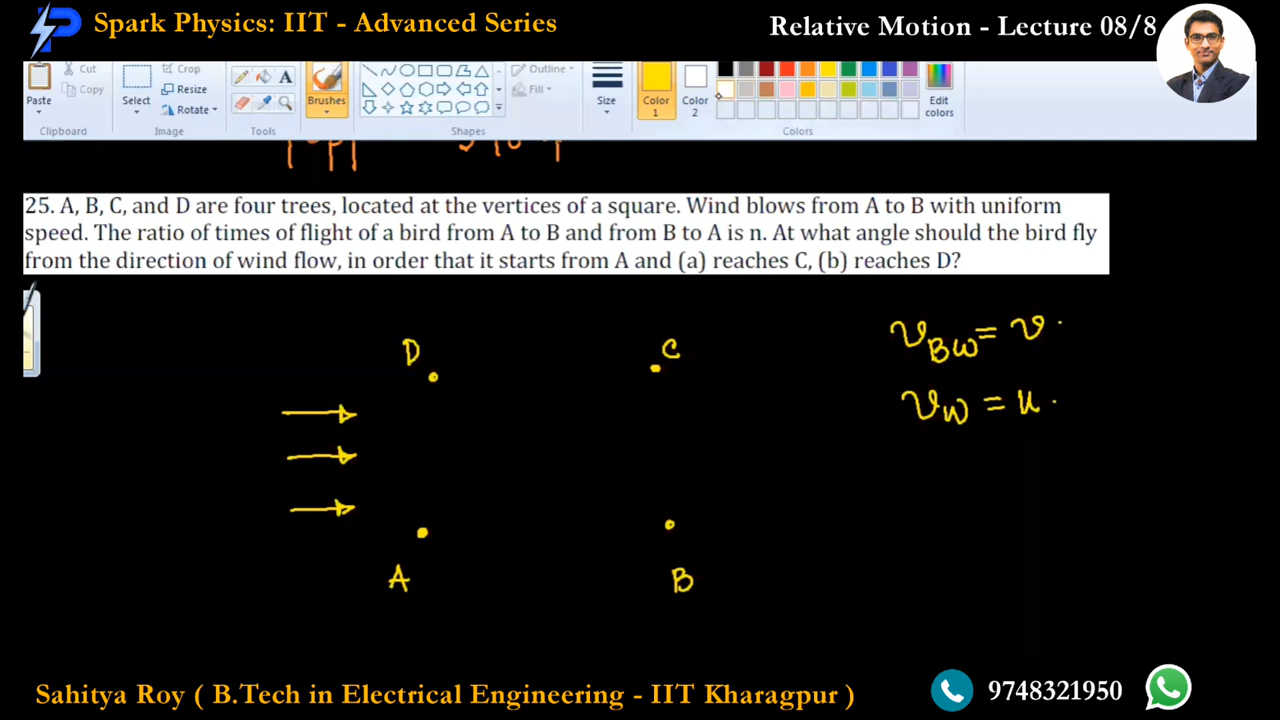 Spark Physics: IIT - Advanced Series
Relative Motion - Lecture 08/8
Paste
Cut
Copy
Clipboard
Select
Crop
Resize
Rotate
Image
Tools
A
Brushes
Shapes
Outline
Fill
Size
Color 1
Color 2
Edit colors
Colors
25. A, B, C, and D are four trees, located at the vertices of a square. Wind blows from A to B with uniform
speed. The ratio of times of flight of a bird from A to B and from B to A is n. At what angle should the bird fly
from the direction of wind flow, in order that it starts from A and (a) reaches C, (b) reaches D?
D
C
v_BW = v.
v_W = u.
A
B
Sahitya Roy ( B.Tech in Electrical Engineering - IIT Kharagpur )
9748321950